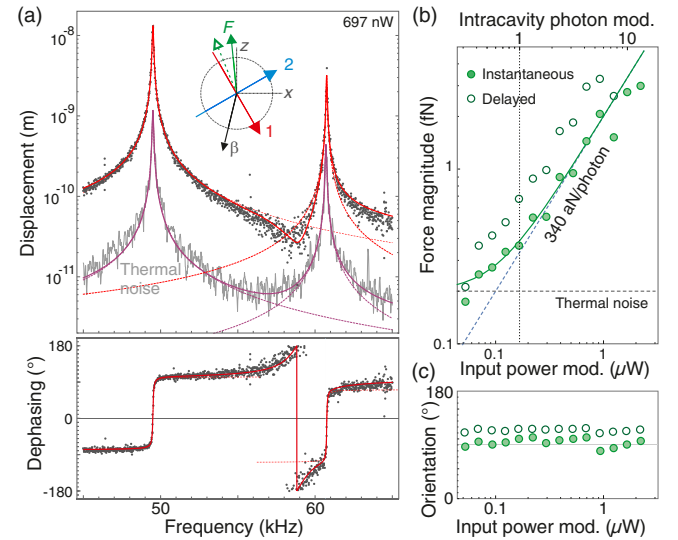 (a)
697 nW
10⁻⁸
10⁻⁹
10⁻¹⁰
10⁻¹¹
Displacement (m)
F
z
2
x
β
1
Thermal
noise
180
0
-180
Dephasing (°)
50
60
Frequency (kHz)
(b)
Intracavity photon mod.
1
10
Instantaneous
Delayed
340 aN/photon
Thermal noise
1
0.1
Force magnitude (fN)
0.1
1
Input power mod. (µW)
(c)
180
90
0
Orientation (°)
0.1
1
Input power mod. (µW)